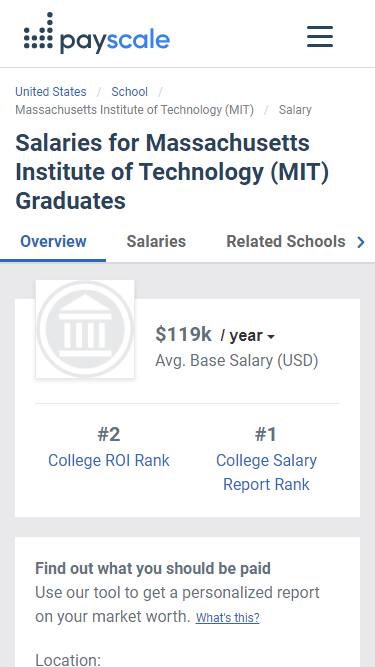 payscale
United States / School /
Massachusetts Institute of Technology (MIT) / Salary
Salaries for Massachusetts
Institute of Technology (MIT)
Graduates
Overview Salaries Related Schools
$119k / year
Avg. Base Salary (USD)
#2 #1
College ROI Rank College Salary
Report Rank
Find out what you should be paid
Use our tool to get a personalized report
on your market worth. What's this?
Location: